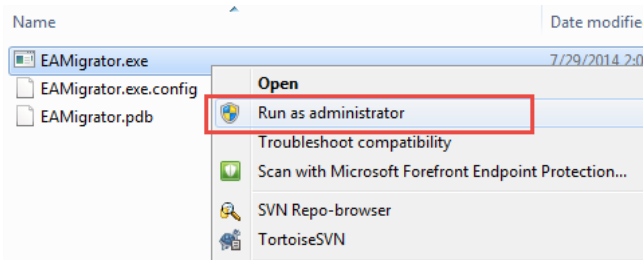 Name
Date modifie
EAMigrator.exe
7/29/2014 2:0
EAMigrator.exe.config
EAMigrator.pdb
Open
Run as administrator
Troubleshoot compatibility
Scan with Microsoft Forefront Endpoint Protection...
SVN Repo-browser
TortoiseSVN